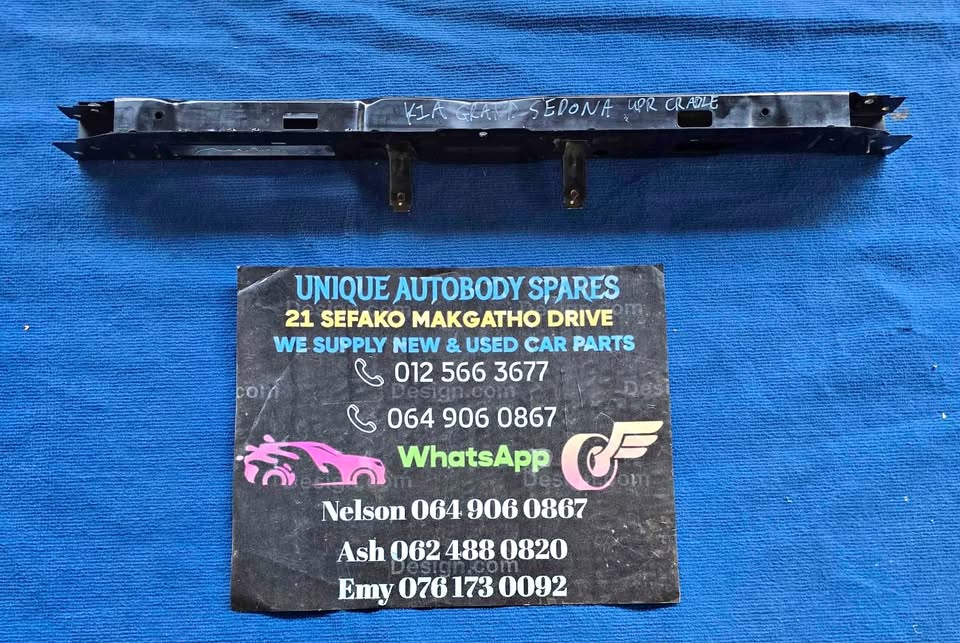 KIA GRAND SEDONA UPR CRADLE
UNIQUE AUTOBODY SPARES
21 SEFAKO MAKGATHO DRIVE
WE SUPPLY NEW & USED CAR PARTS
012 566 3677
064 906 0867
WhatsApp
Nelson 064 906 0867
Ash 062 488 0820
Emy 076 173 0092